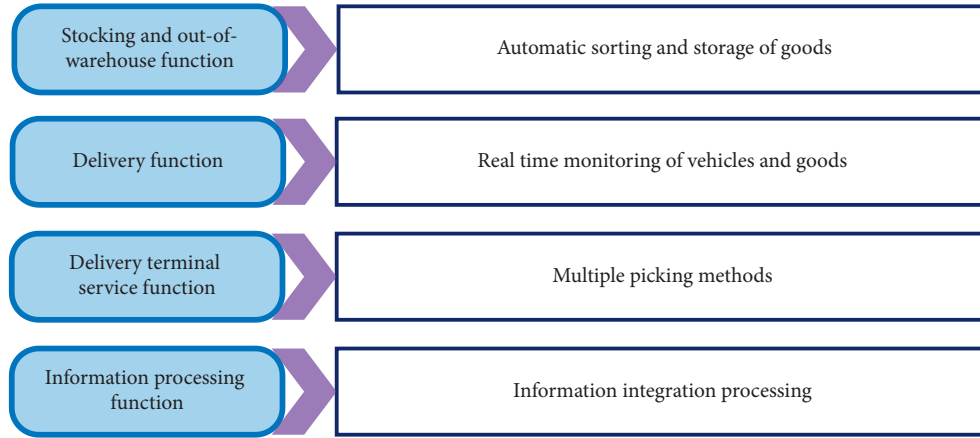 Stocking and out-of-
warehouse function
Automatic sorting and storage of goods
Delivery function
Real time monitoring of vehicles and goods
Delivery terminal
service function
Multiple picking methods
Information processing
function
Information integration processing